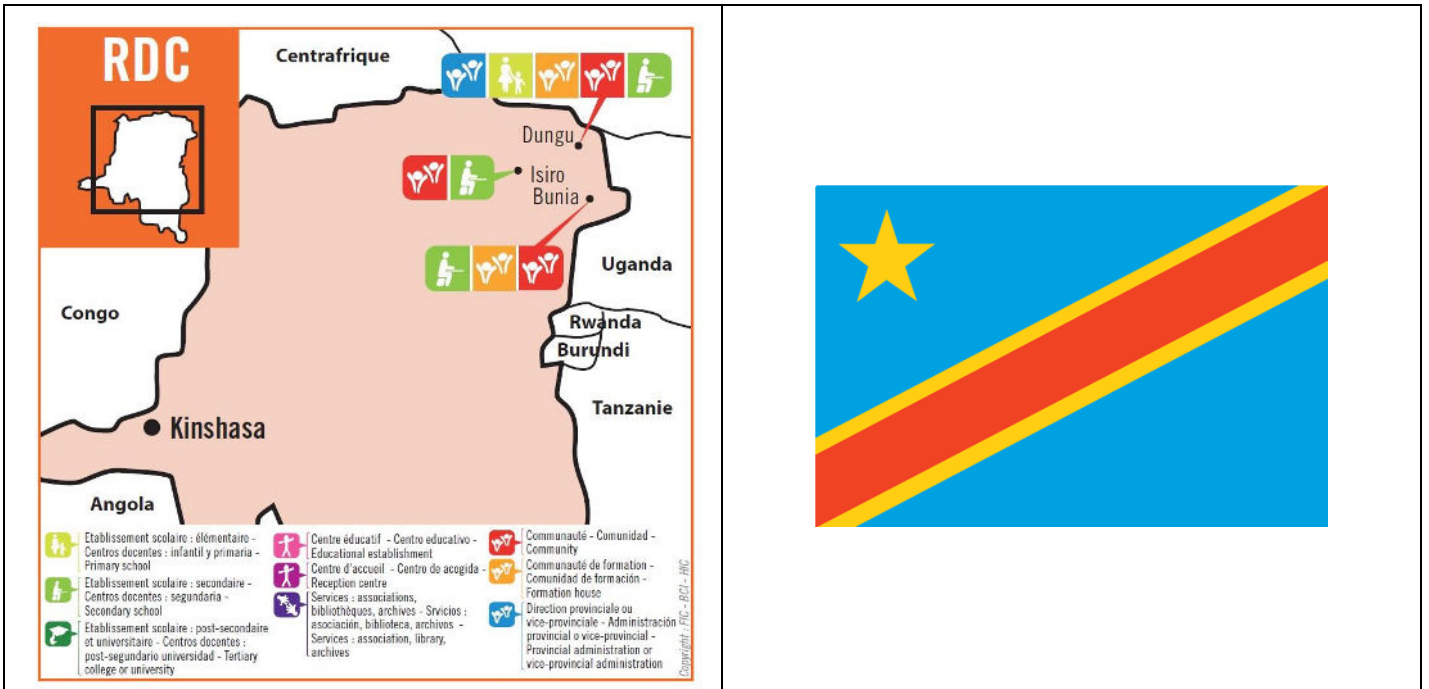 RDC
Centrafrique
Dungu
Isiro
Bunia
Uganda
Congo
Rwanda
Burundi
Tanzanie
Kinshasa
Angola
Etablissement scolaire : élémentaire -
Centros docentes : infantil y primaria -
Primary school
Etablissement scolaire : secondaire -
Centros docentes : segundaria -
Secondary school
Etablissement scolaire : post-secondaire
et universitaire - Centros docentes :
post-segundario universidad - Tertiary
college or university
Centre éducatif - Centro educativo -
Educational establishment
Centre d'accueil - Centro de acogida -
Reception centre
Services : associations,
bibliothèques, archives - Srvicios :
asociación, biblioteca, archivos -
Services : association, library,
archives
Communauté - Comunidad -
Community
Communauté de formation -
Comunidad de formación -
Formation house
Direction provinciale ou
vice-provinciale - Administración
provincial o vice-provincial -
Provincial administration or
vice-provincial administration
Copyright : FIC - BCI - HIC